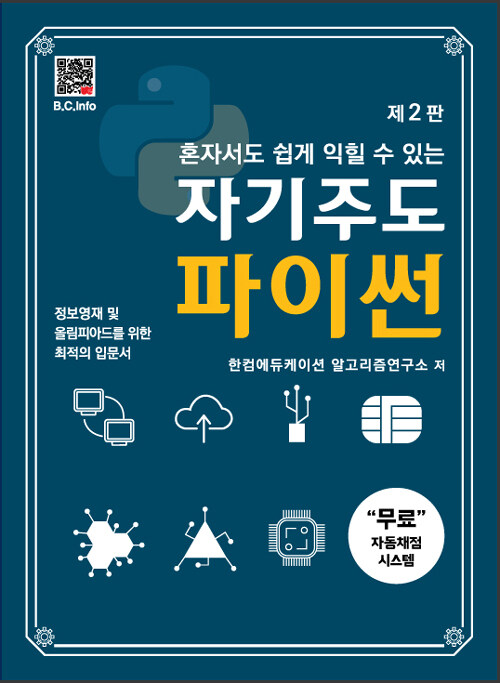 B.C.Info
제2판
혼자서도 쉽게 익힐 수 있는
자기주도
파이썬
정보영재 및
올림피아드를 위한
최적의 입문서
한컴에듀케이션 알고리즘연구소 저
“무료”
자동채점
시스템